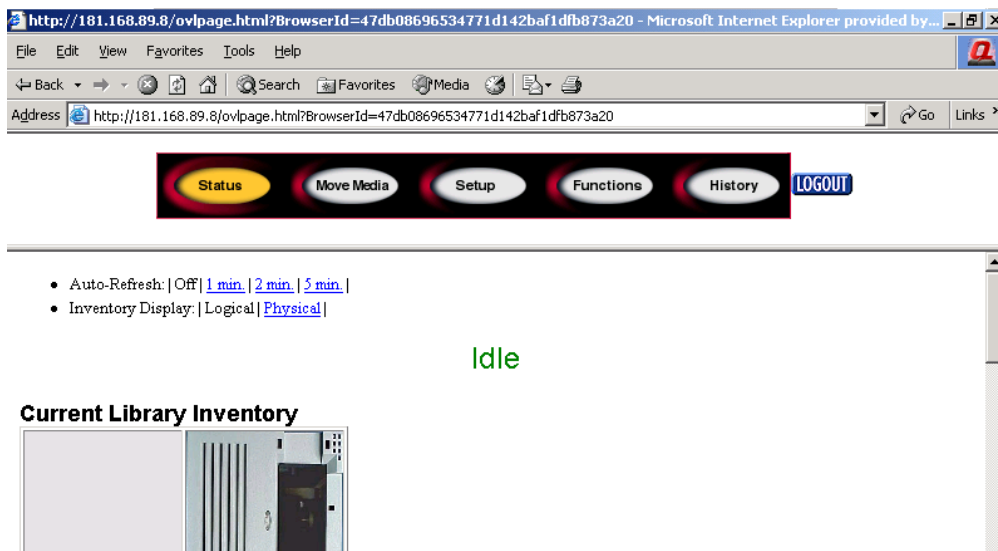 http://181.168.89.8/ovlpage.html?BrowserId=47db08696534771d142baf1dfb873a20 - Microsoft Internet Explorer provided by...
File Edit View Favorites Tools Help
Back Search Favorites Media
Address http://181.168.89.8/ovlpage.html?BrowserId=47db08696534771d142baf1dfb873a20 Go Links »
Status Move Media Setup Functions History LOGOUT
• Auto-Refresh: | Off | 1 min. | 2 min. | 5 min. |
• Inventory Display: | Logical | Physical |
Idle
Current Library Inventory